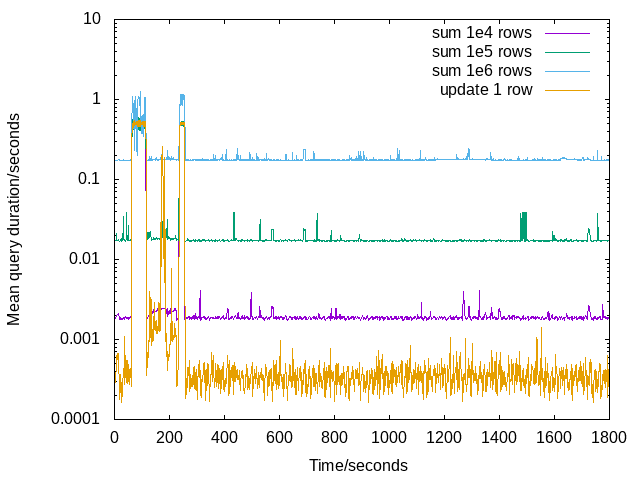 10
1
0.1
0.01
0.001
0.0001
Mean query duration/seconds
sum 1e4 rows
sum 1e5 rows
sum 1e6 rows
update 1 row
0 200 400 600 800 1000 1200 1400 1600 1800
Time/seconds